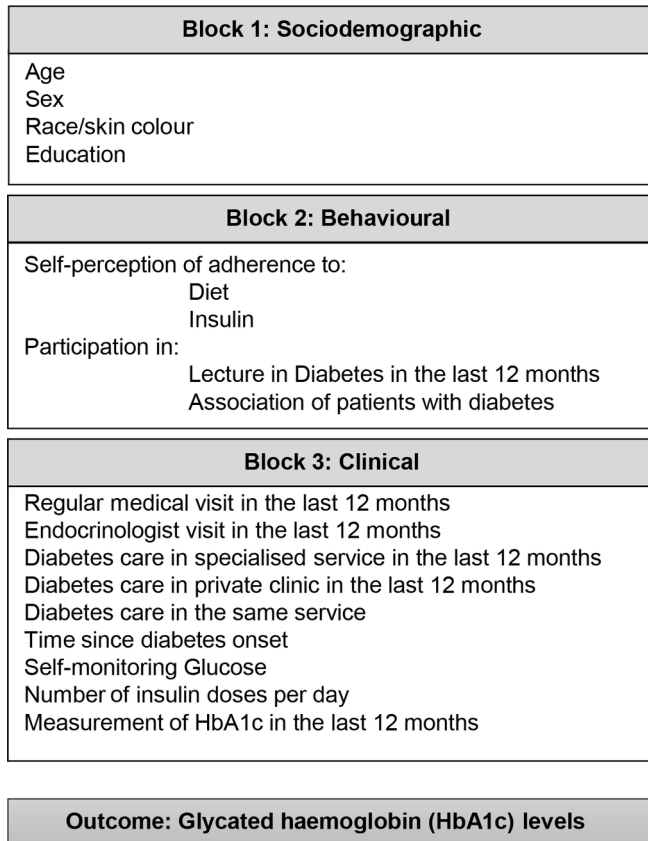 Block 1: Sociodemographic
Age
Sex
Race/skin colour
Education
Block 2: Behavioural
Self-perception of adherence to:
Diet
Insulin
Participation in:
Lecture in Diabetes in the last 12 months
Association of patients with diabetes
Block 3: Clinical
Regular medical visit in the last 12 months
Endocrinologist visit in the last 12 months
Diabetes care in specialised service in the last 12 months
Diabetes care in private clinic in the last 12 months
Diabetes care in the same service
Time since diabetes onset
Self-monitoring Glucose
Number of insulin doses per day
Measurement of HbA1c in the last 12 months
Outcome: Glycated haemoglobin (HbA1c) levels